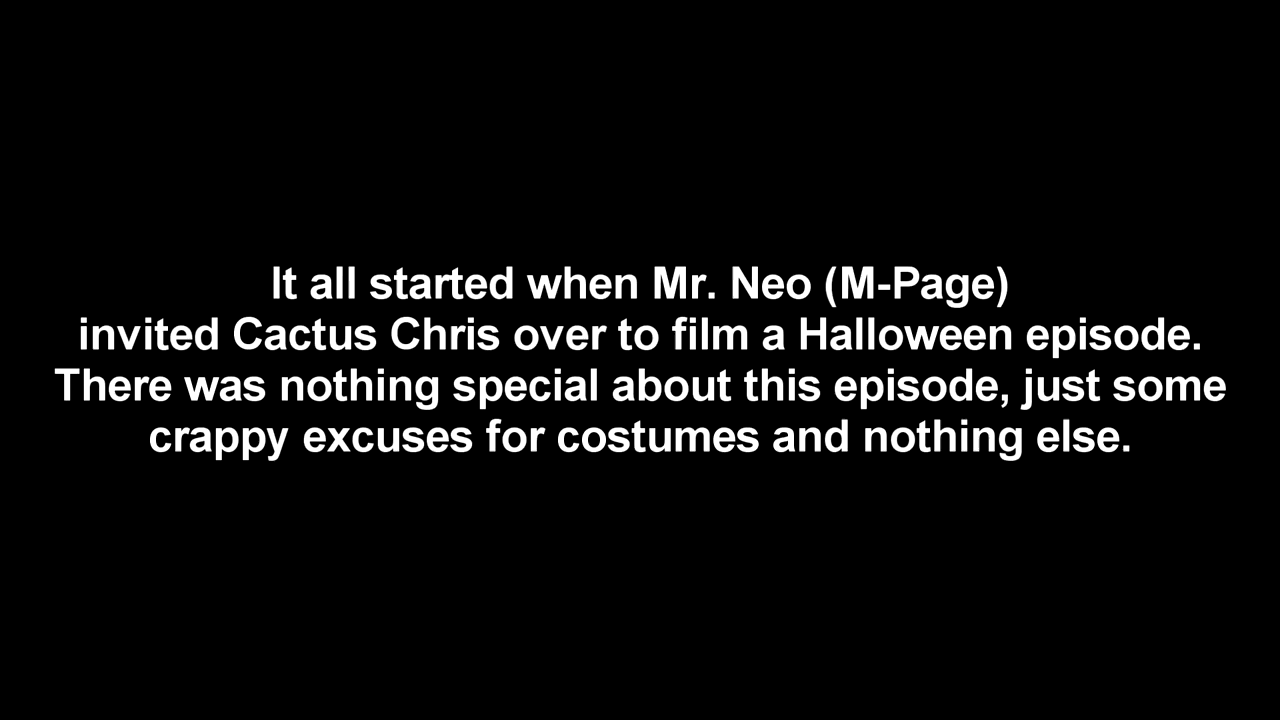 It all started when Mr. Neo (M-Page)
invited Cactus Chris over to film a Halloween episode.
There was nothing special about this episode, just some
crappy excuses for costumes and nothing else.